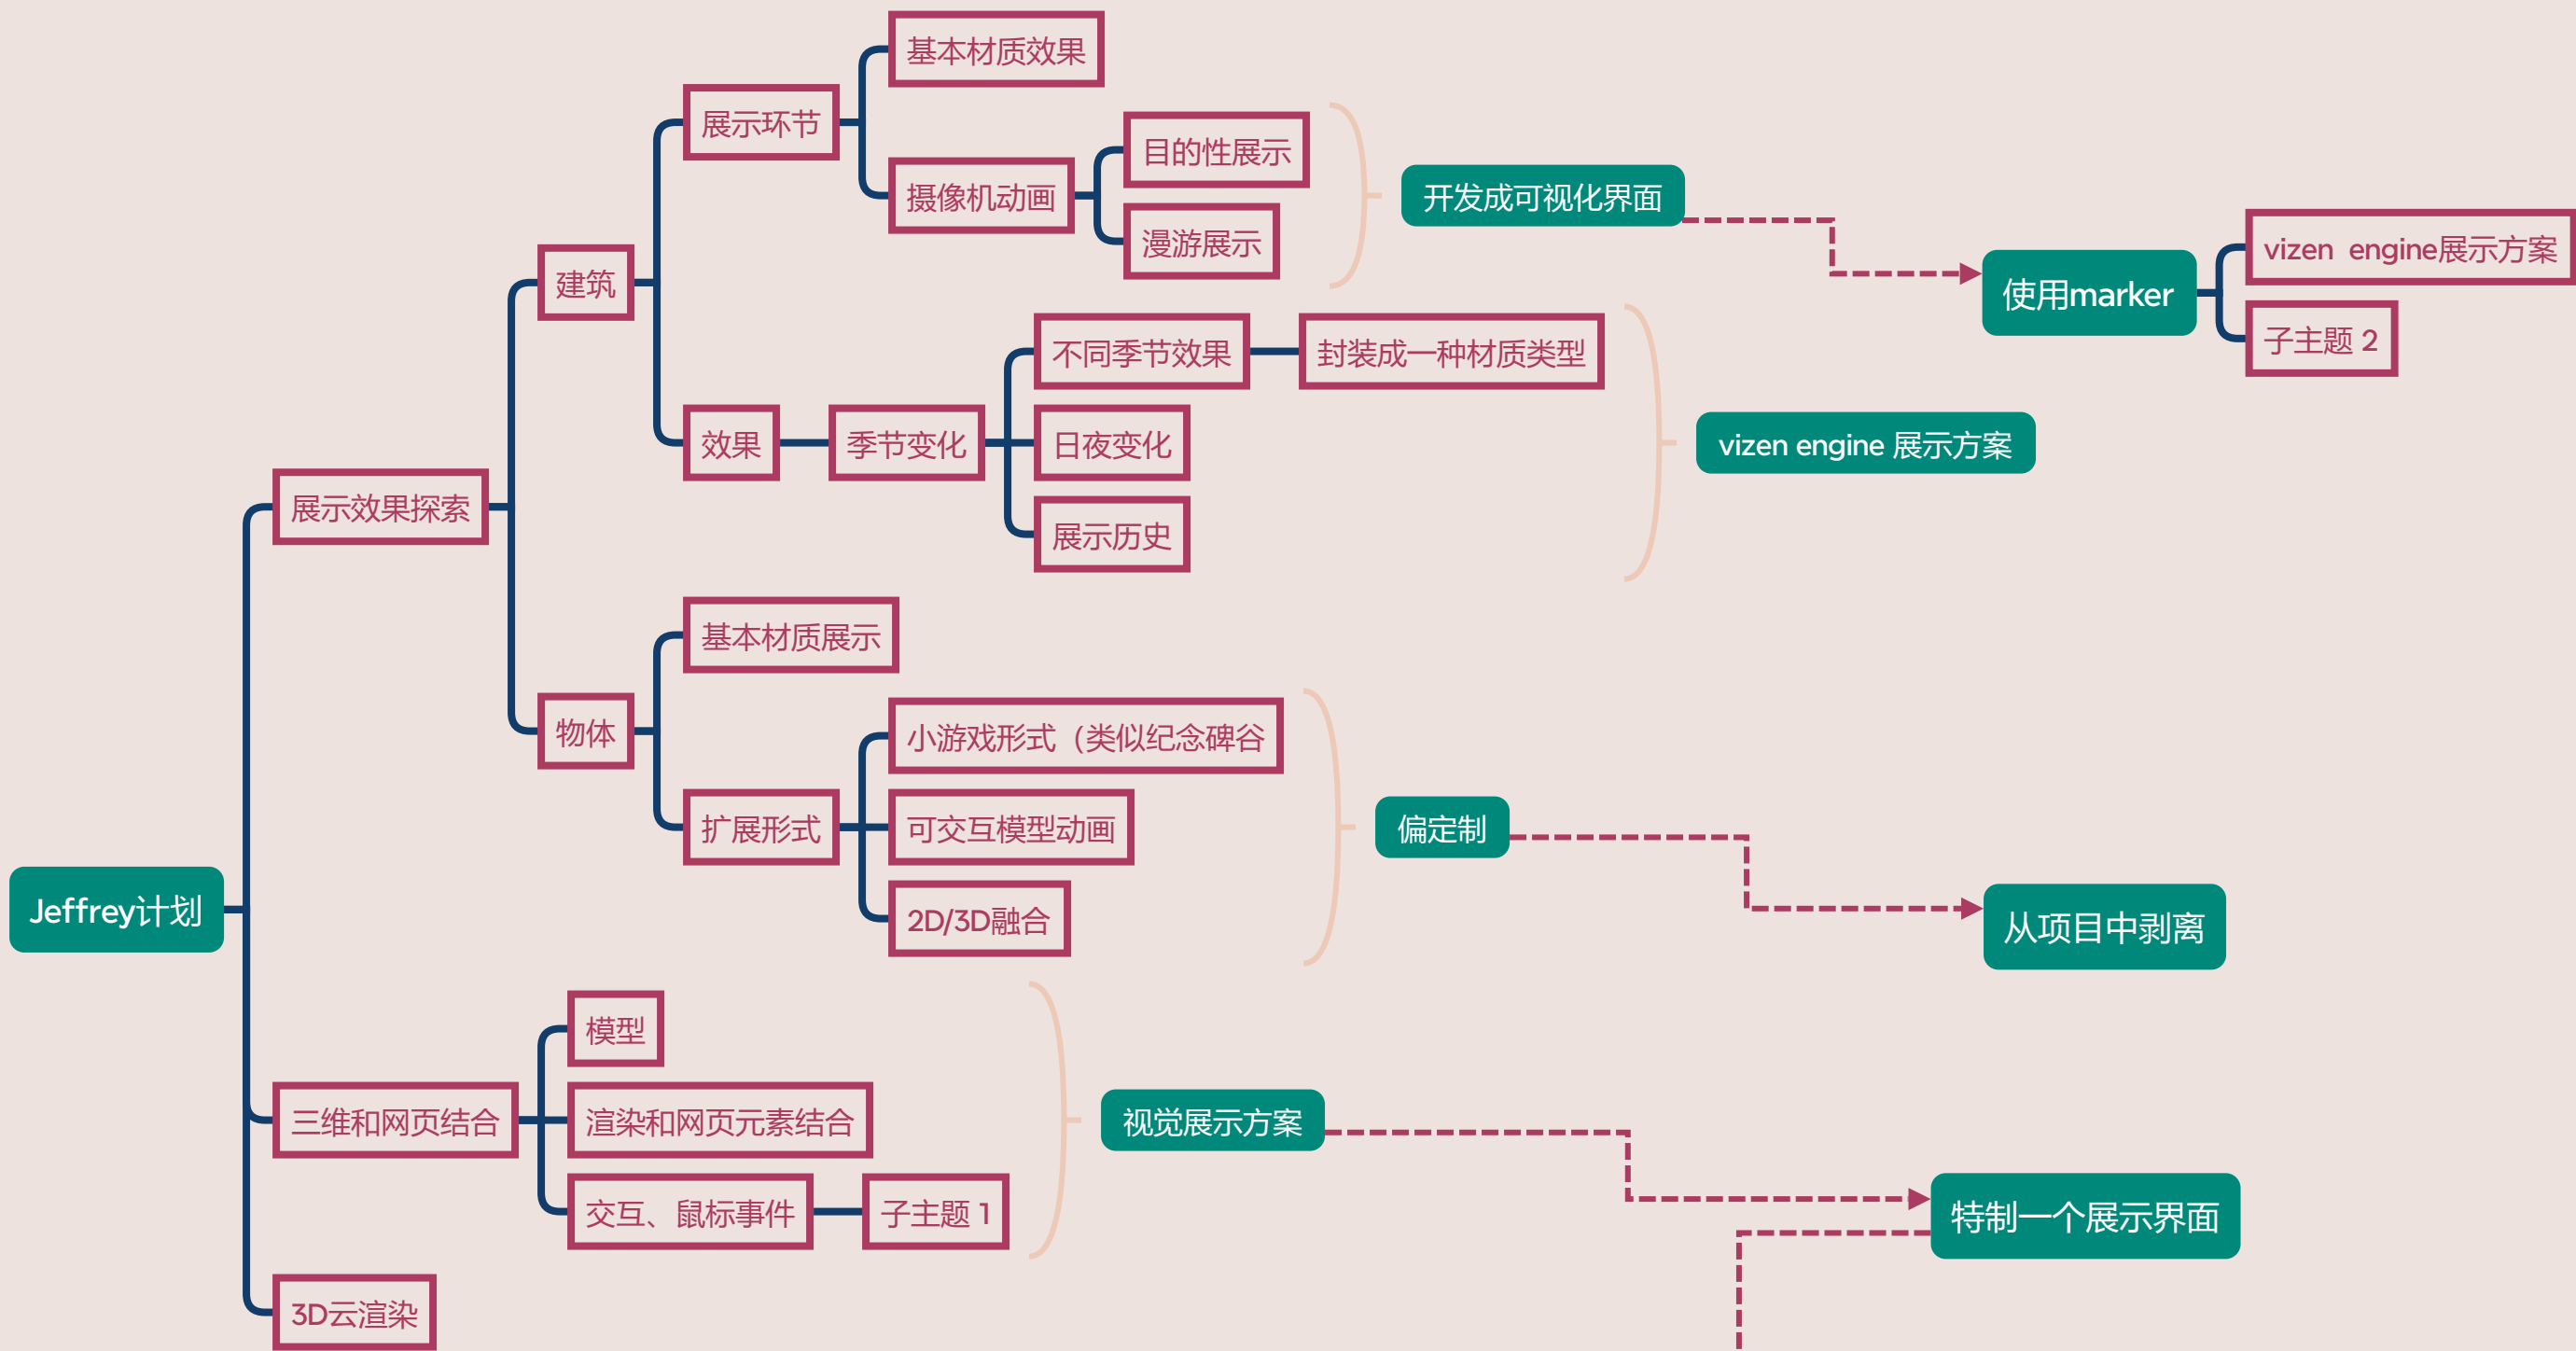 基本材质效果
展示环节
目的性展示
摄像机动画
开发成可视化界面
漫游展示
vizen  engine展示方案
建筑
使用marker
子主题 2
不同季节效果
封装成一种材质类型
效果
季节变化
日夜变化
vizen engine 展示方案
展示效果探索
展示历史
基本材质展示
物体
小游戏形式（类似纪念碑谷
扩展形式
可交互模型动画
偏定制
Jeffrey计划
2D/3D融合
从项目中剥离
模型
三维和网页结合
渲染和网页元素结合
视觉展示方案
交互、鼠标事件
子主题 1
特制一个展示界面
3D云渲染